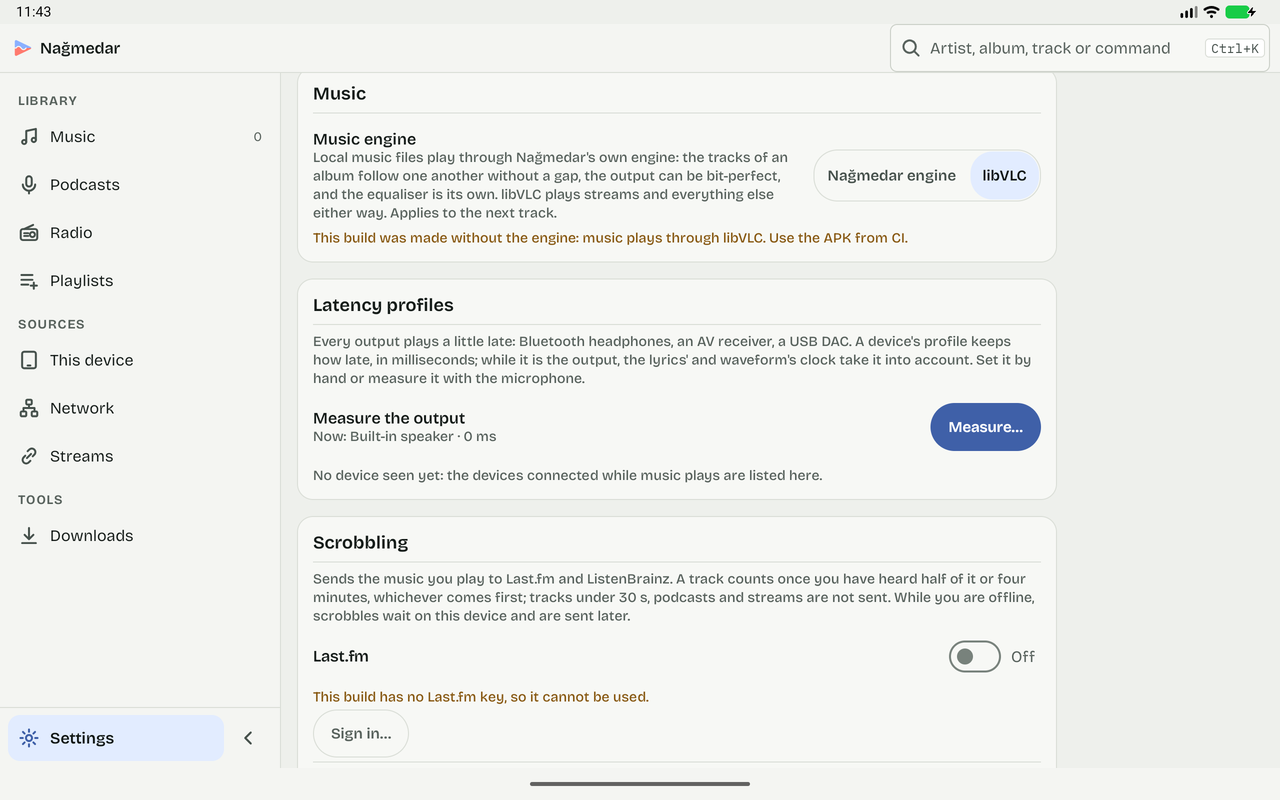 11:43
Nağmedar
Artist, album, track or command
Ctrl+K
LIBRARY
Music
0
Podcasts
Radio
Playlists
SOURCES
This device
Network
Streams
TOOLS
Downloads
Settings
Music
Music engine
Local music files play through Nağmedar's own engine: the tracks of an
album follow one another without a gap, the output can be bit-perfect,
and the equaliser is its own. libVLC plays streams and everything else
either way. Applies to the next track.
Nağmedar engine
libVLC
This build was made without the engine: music plays through libVLC. Use the APK from CI.
Latency profiles
Every output plays a little late: Bluetooth headphones, an AV receiver, a USB DAC. A device's profile keeps
how late, in milliseconds; while it is the output, the lyrics' and waveform's clock take it into account. Set it by
hand or measure it with the microphone.
Measure the output
Now: Built-in speaker · 0 ms
Measure...
No device seen yet: the devices connected while music plays are listed here.
Scrobbling
Sends the music you play to Last.fm and ListenBrainz. A track counts once you have heard half of it or four
minutes, whichever comes first; tracks under 30 s, podcasts and streams are not sent. While you are offline,
scrobbles wait on this device and are sent later.
Last.fm
Off
This build has no Last.fm key, so it cannot be used.
Sign in...